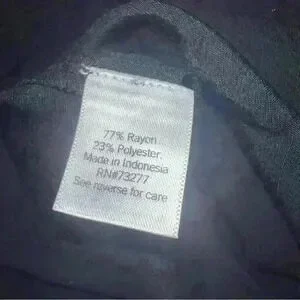 77% Rayon
23% Polyester
Made in Indonesia
RN#73277
See reverse for care